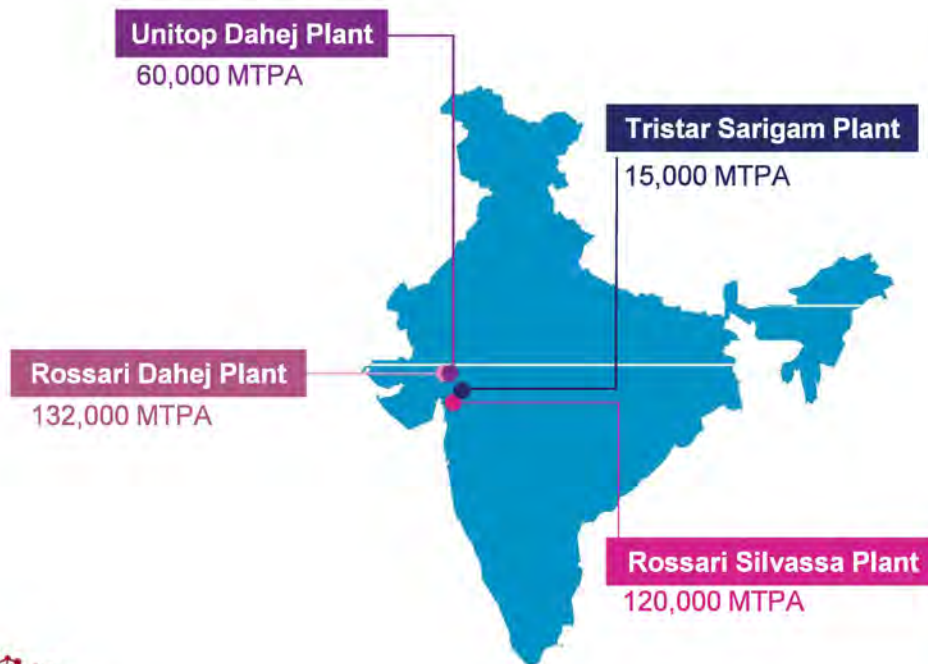 Unitop Dahej Plant
60,000 MTPA
Tristar Sarigam Plant
15,000 MTPA
Rossari Dahej Plant
132,000 MTPA
Rossari Silvassa Plant
120,000 MTPA